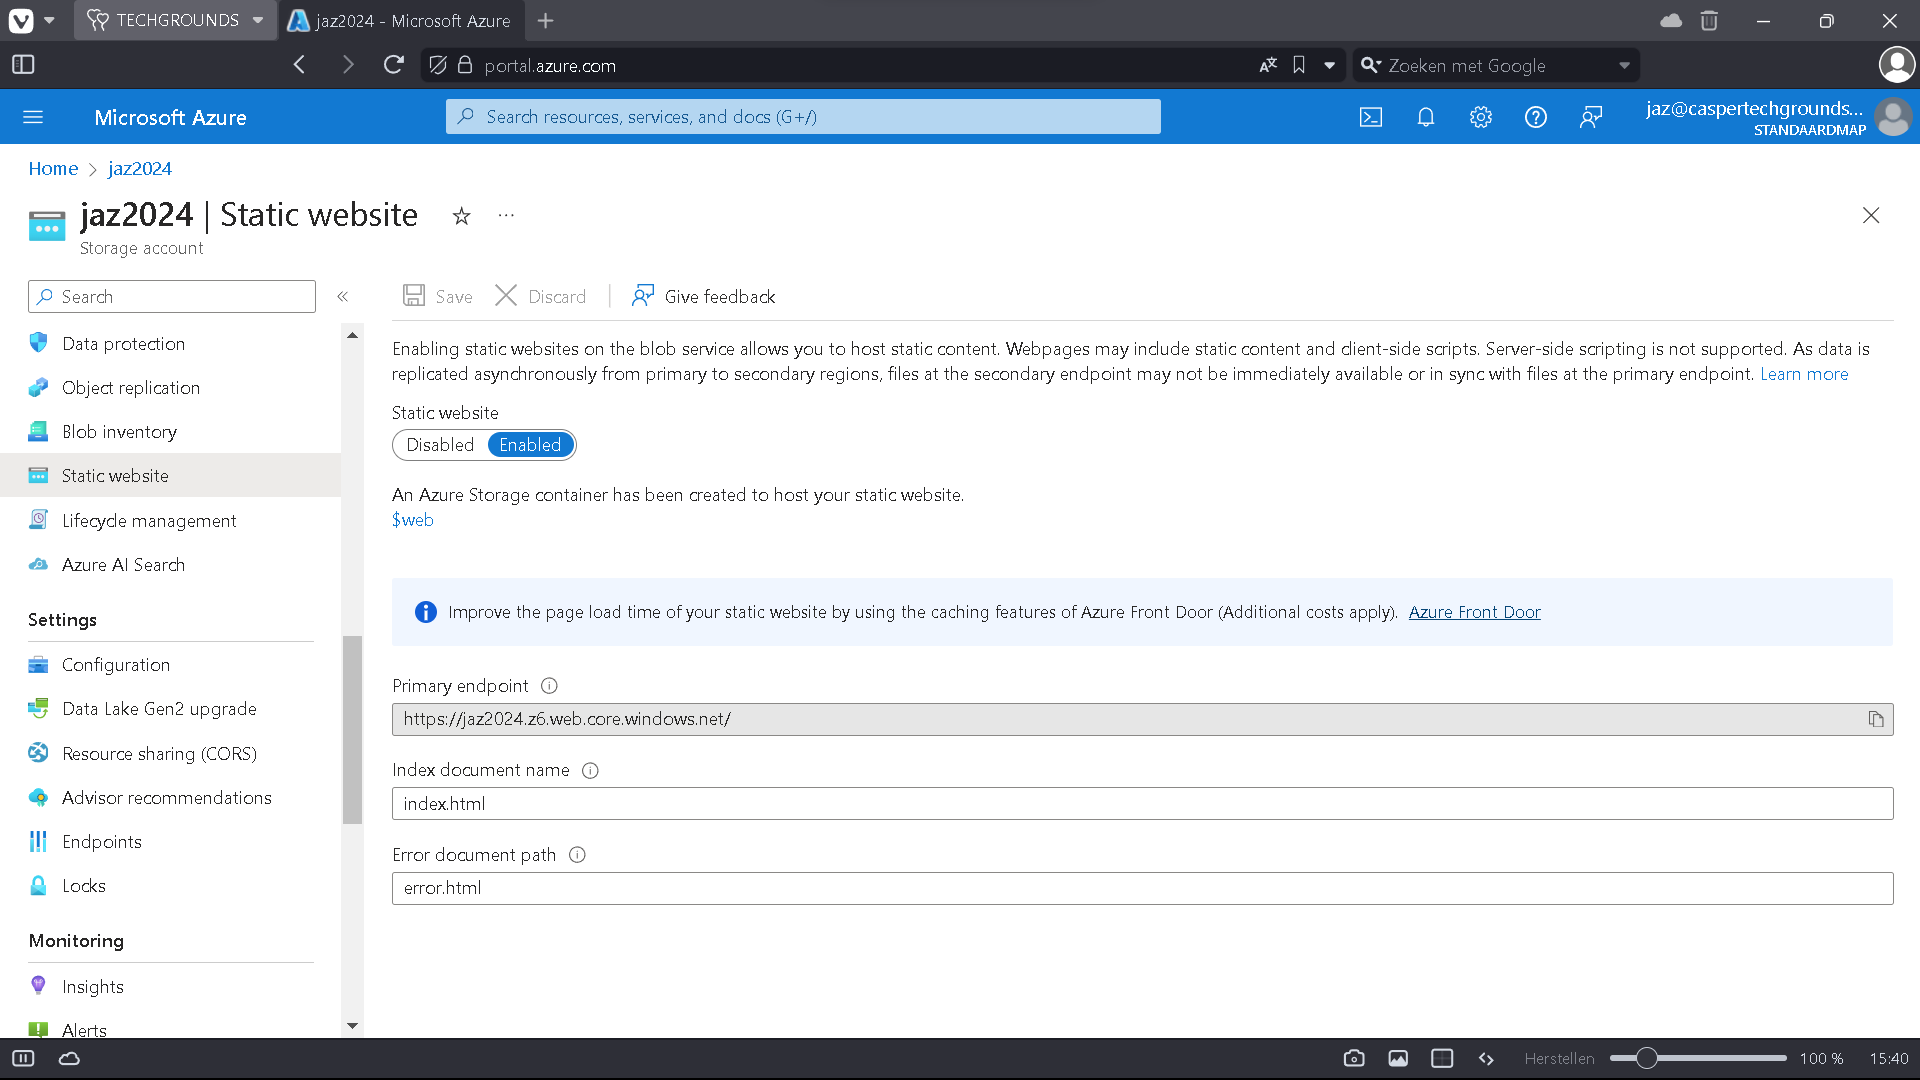 TECHGROUNDS
jaz2024 - Microsoft Azure
portal.azure.com
Zoeken met Google
Microsoft Azure
Search resources, services, and docs (G+/)
jaz@caspertechgrounds...
STANDAARDMAP
Home > jaz2024
jaz2024 | Static website
...
Storage account
Search
«
Save
Discard
Give feedback
Data protection
Object replication
Blob inventory
Static website
Lifecycle management
Azure AI Search
Settings
Configuration
Data Lake Gen2 upgrade
Resource sharing (CORS)
Advisor recommendations
Endpoints
Locks
Monitoring
Insights
Alerts
Enabling static websites on the blob service allows you to host static content. Webpages may include static content and client-side scripts. Server-side scripting is not supported. As data is
replicated asynchronously from primary to secondary regions, files at the secondary endpoint may not be immediately available or in sync with files at the primary endpoint. Learn more
Static website
Disabled Enabled
An Azure Storage container has been created to host your static website.
$web
Improve the page load time of your static website by using the caching features of Azure Front Door (Additional costs apply). Azure Front Door
Primary endpoint
https://jaz2024.z6.web.core.windows.net/
Index document name
index.html
Error document path
error.html
Herstellen
100 %
15:40